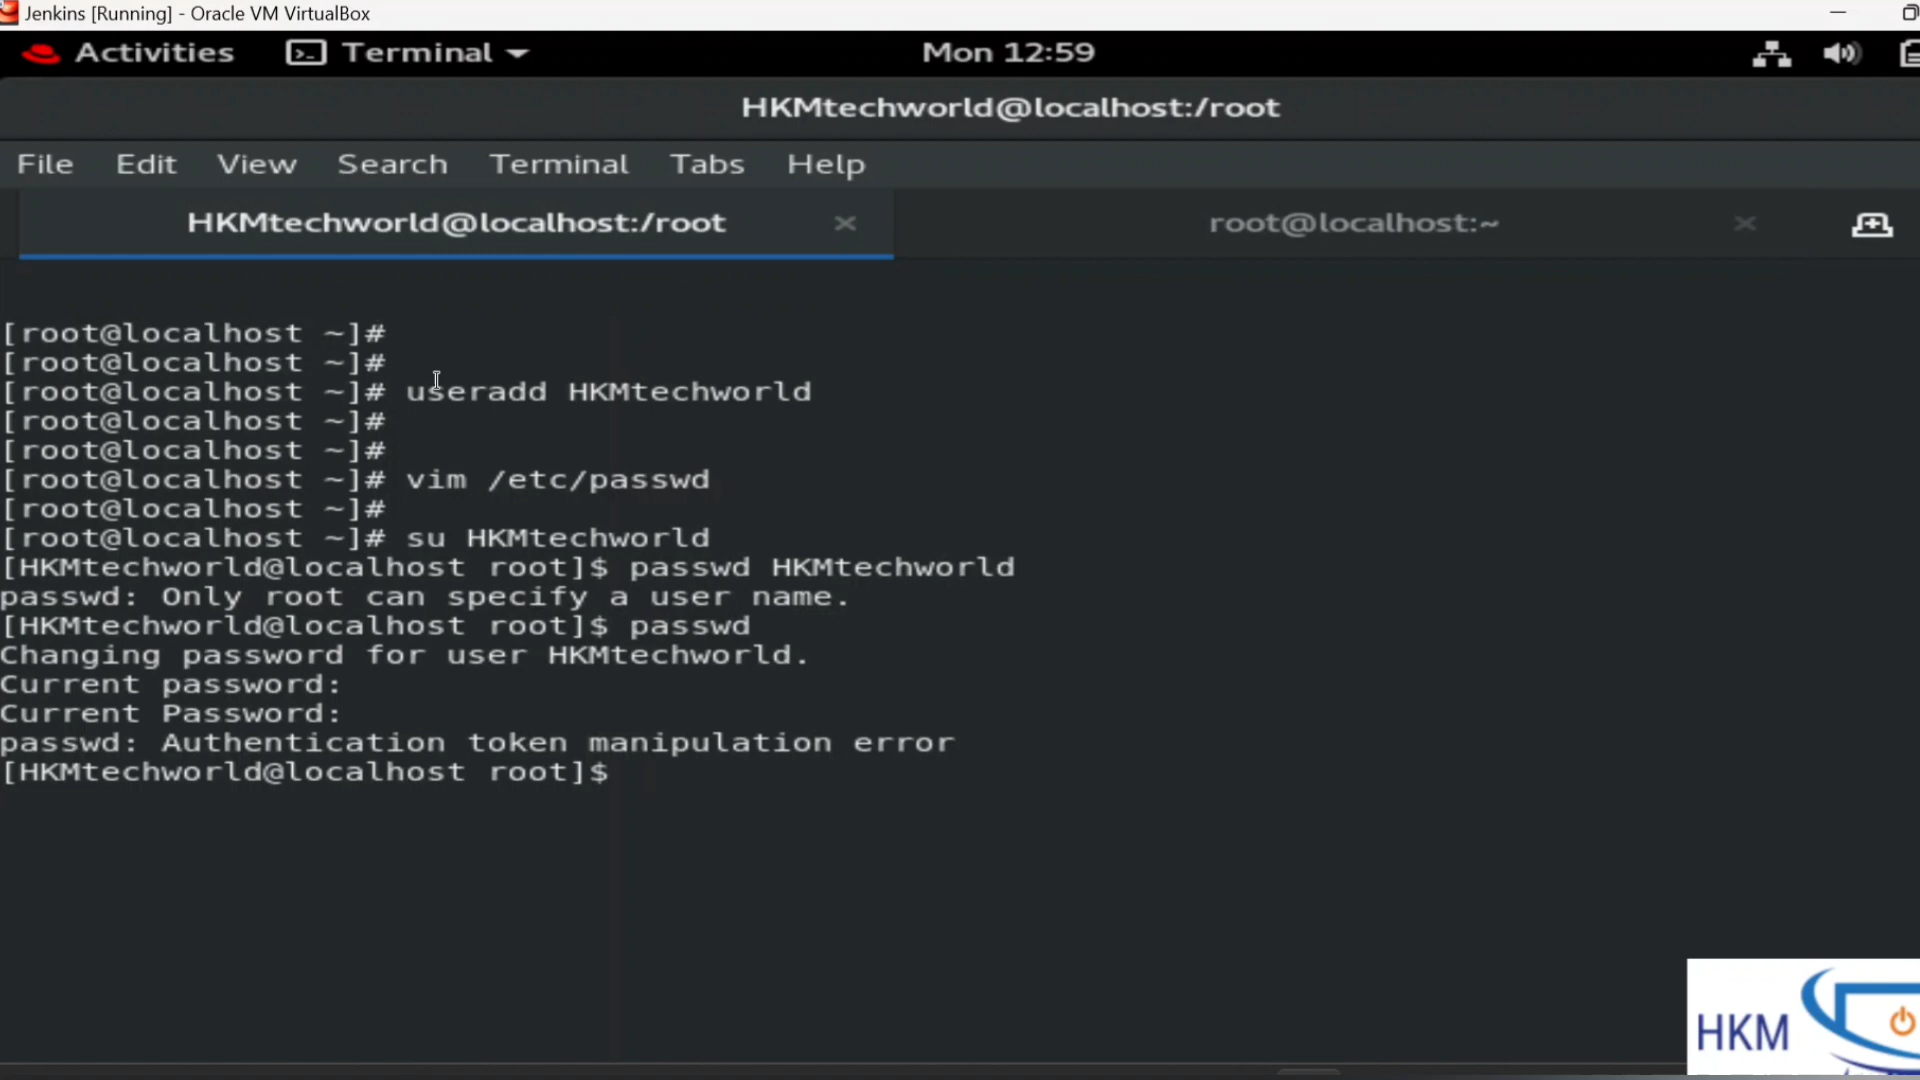 Jenkins [Running] - Oracle VM VirtualBox
Activities Terminal Mon 12:59
HKMtechworld@localhost:/root
File Edit View Search Terminal Tabs Help
HKMtechworld@localhost:/root × root@localhost:~ ×
[root@localhost ~]#
[root@localhost ~]#
[root@localhost ~]# useradd HKMtechworld
[root@localhost ~]#
[root@localhost ~]#
[root@localhost ~]# vim /etc/passwd
[root@localhost ~]#
[root@localhost ~]# su HKMtechworld
[HKMtechworld@localhost root]$ passwd HKMtechworld
passwd: Only root can specify a user name.
[HKMtechworld@localhost root]$ passwd
Changing password for user HKMtechworld.
Current password:
Current Password:
passwd: Authentication token manipulation error
[HKMtechworld@localhost root]$
HKM